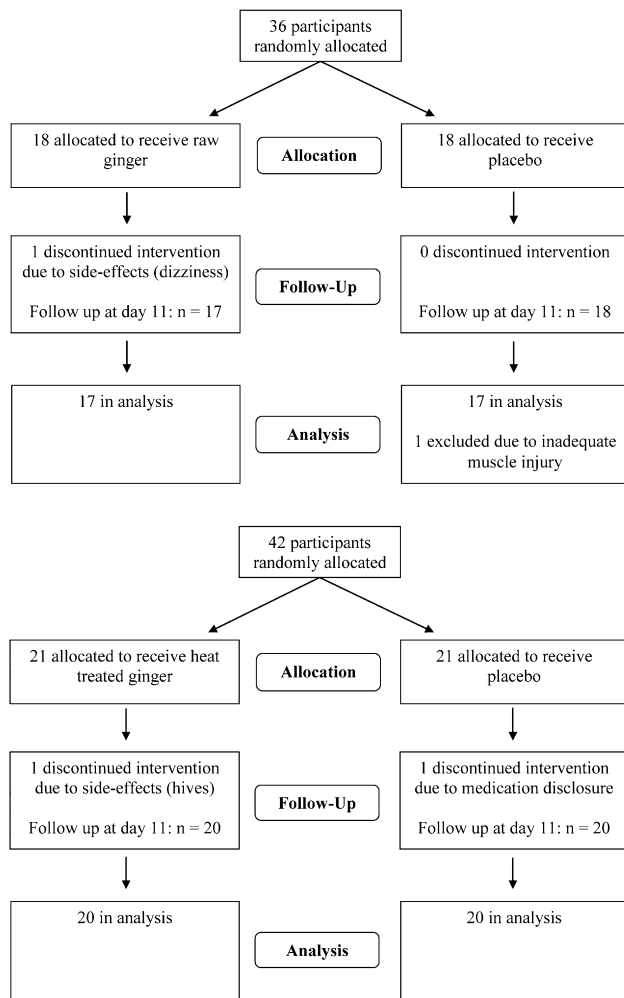 36 participants
randomly allocated
18 allocated to receive raw
ginger
Allocation
18 allocated to receive
placebo
1 discontinued intervention
due to side-effects (dizziness)
Follow up at day 11: n = 17
Follow-Up
0 discontinued intervention
Follow up at day 11: n = 18
17 in analysis
Analysis
17 in analysis
1 excluded due to inadequate
muscle injury
42 participants
randomly allocated
21 allocated to receive heat
treated ginger
Allocation
21 allocated to receive
placebo
1 discontinued intervention
due to side-effects (hives)
Follow up at day 11: n = 20
Follow-Up
1 discontinued intervention
due to medication disclosure
Follow up at day 11: n = 20
20 in analysis
Analysis
20 in analysis